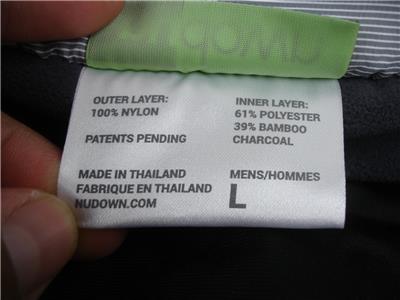 OUTER LAYER:
100% NYLON
PATENTS PENDING
INNER LAYER:
61% POLYESTER
39% BAMBOO
CHARCOAL
MADE IN THAILAND
FABRIQUE EN THAILAND
NUDOWN.COM
MENS/HOMMES
L